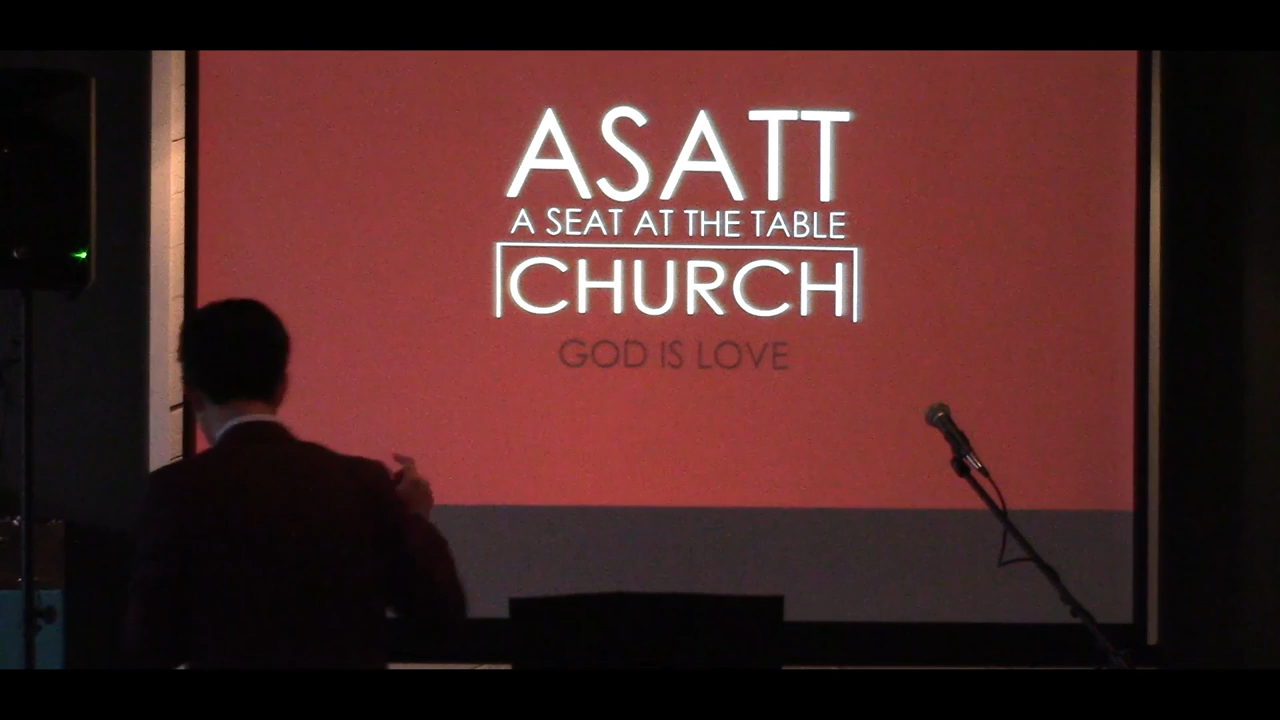 ASATT
A SEAT AT THE TABLE
CHURCH
GOD IS LOVE